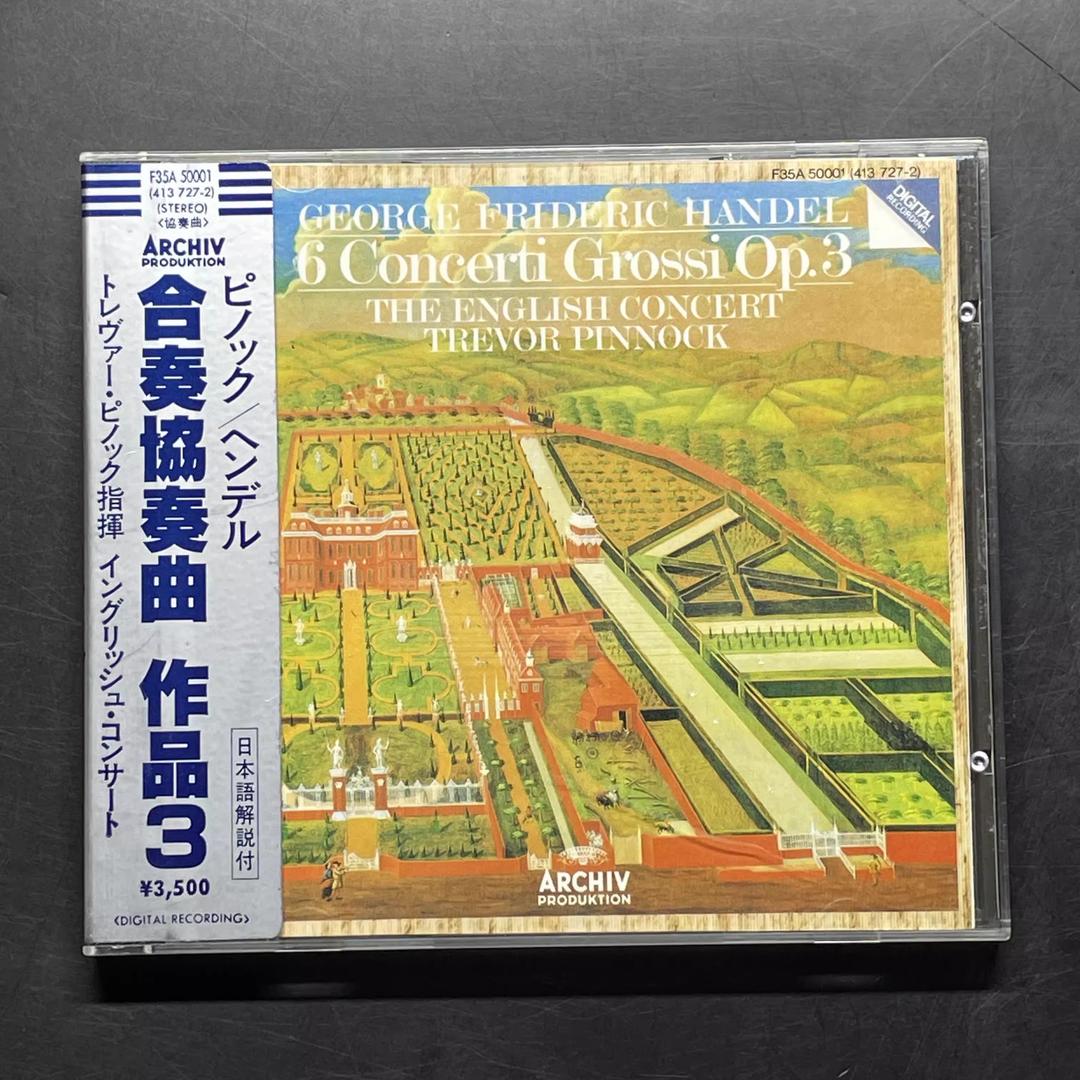 F35A 50001
(413 727-2)
(STEREO)
〈協奏曲〉
ARCHIV
PRODUKTION
ピノック/ヘンデル
合奏協奏曲 作品3
トレヴァー・ピノック指揮 イングリッシュ・コンサート
日本語解説付
¥3,500
〈DIGITAL RECORDING〉
F35A 50001 (413 727-2)
DIGITAL
RECORDING
GEORGE FRIDERIC HANDEL
6 Concerti Grossi Op.3
THE ENGLISH CONCERT
TREVOR PINNOCK
ARCHIV
PRODUKTION